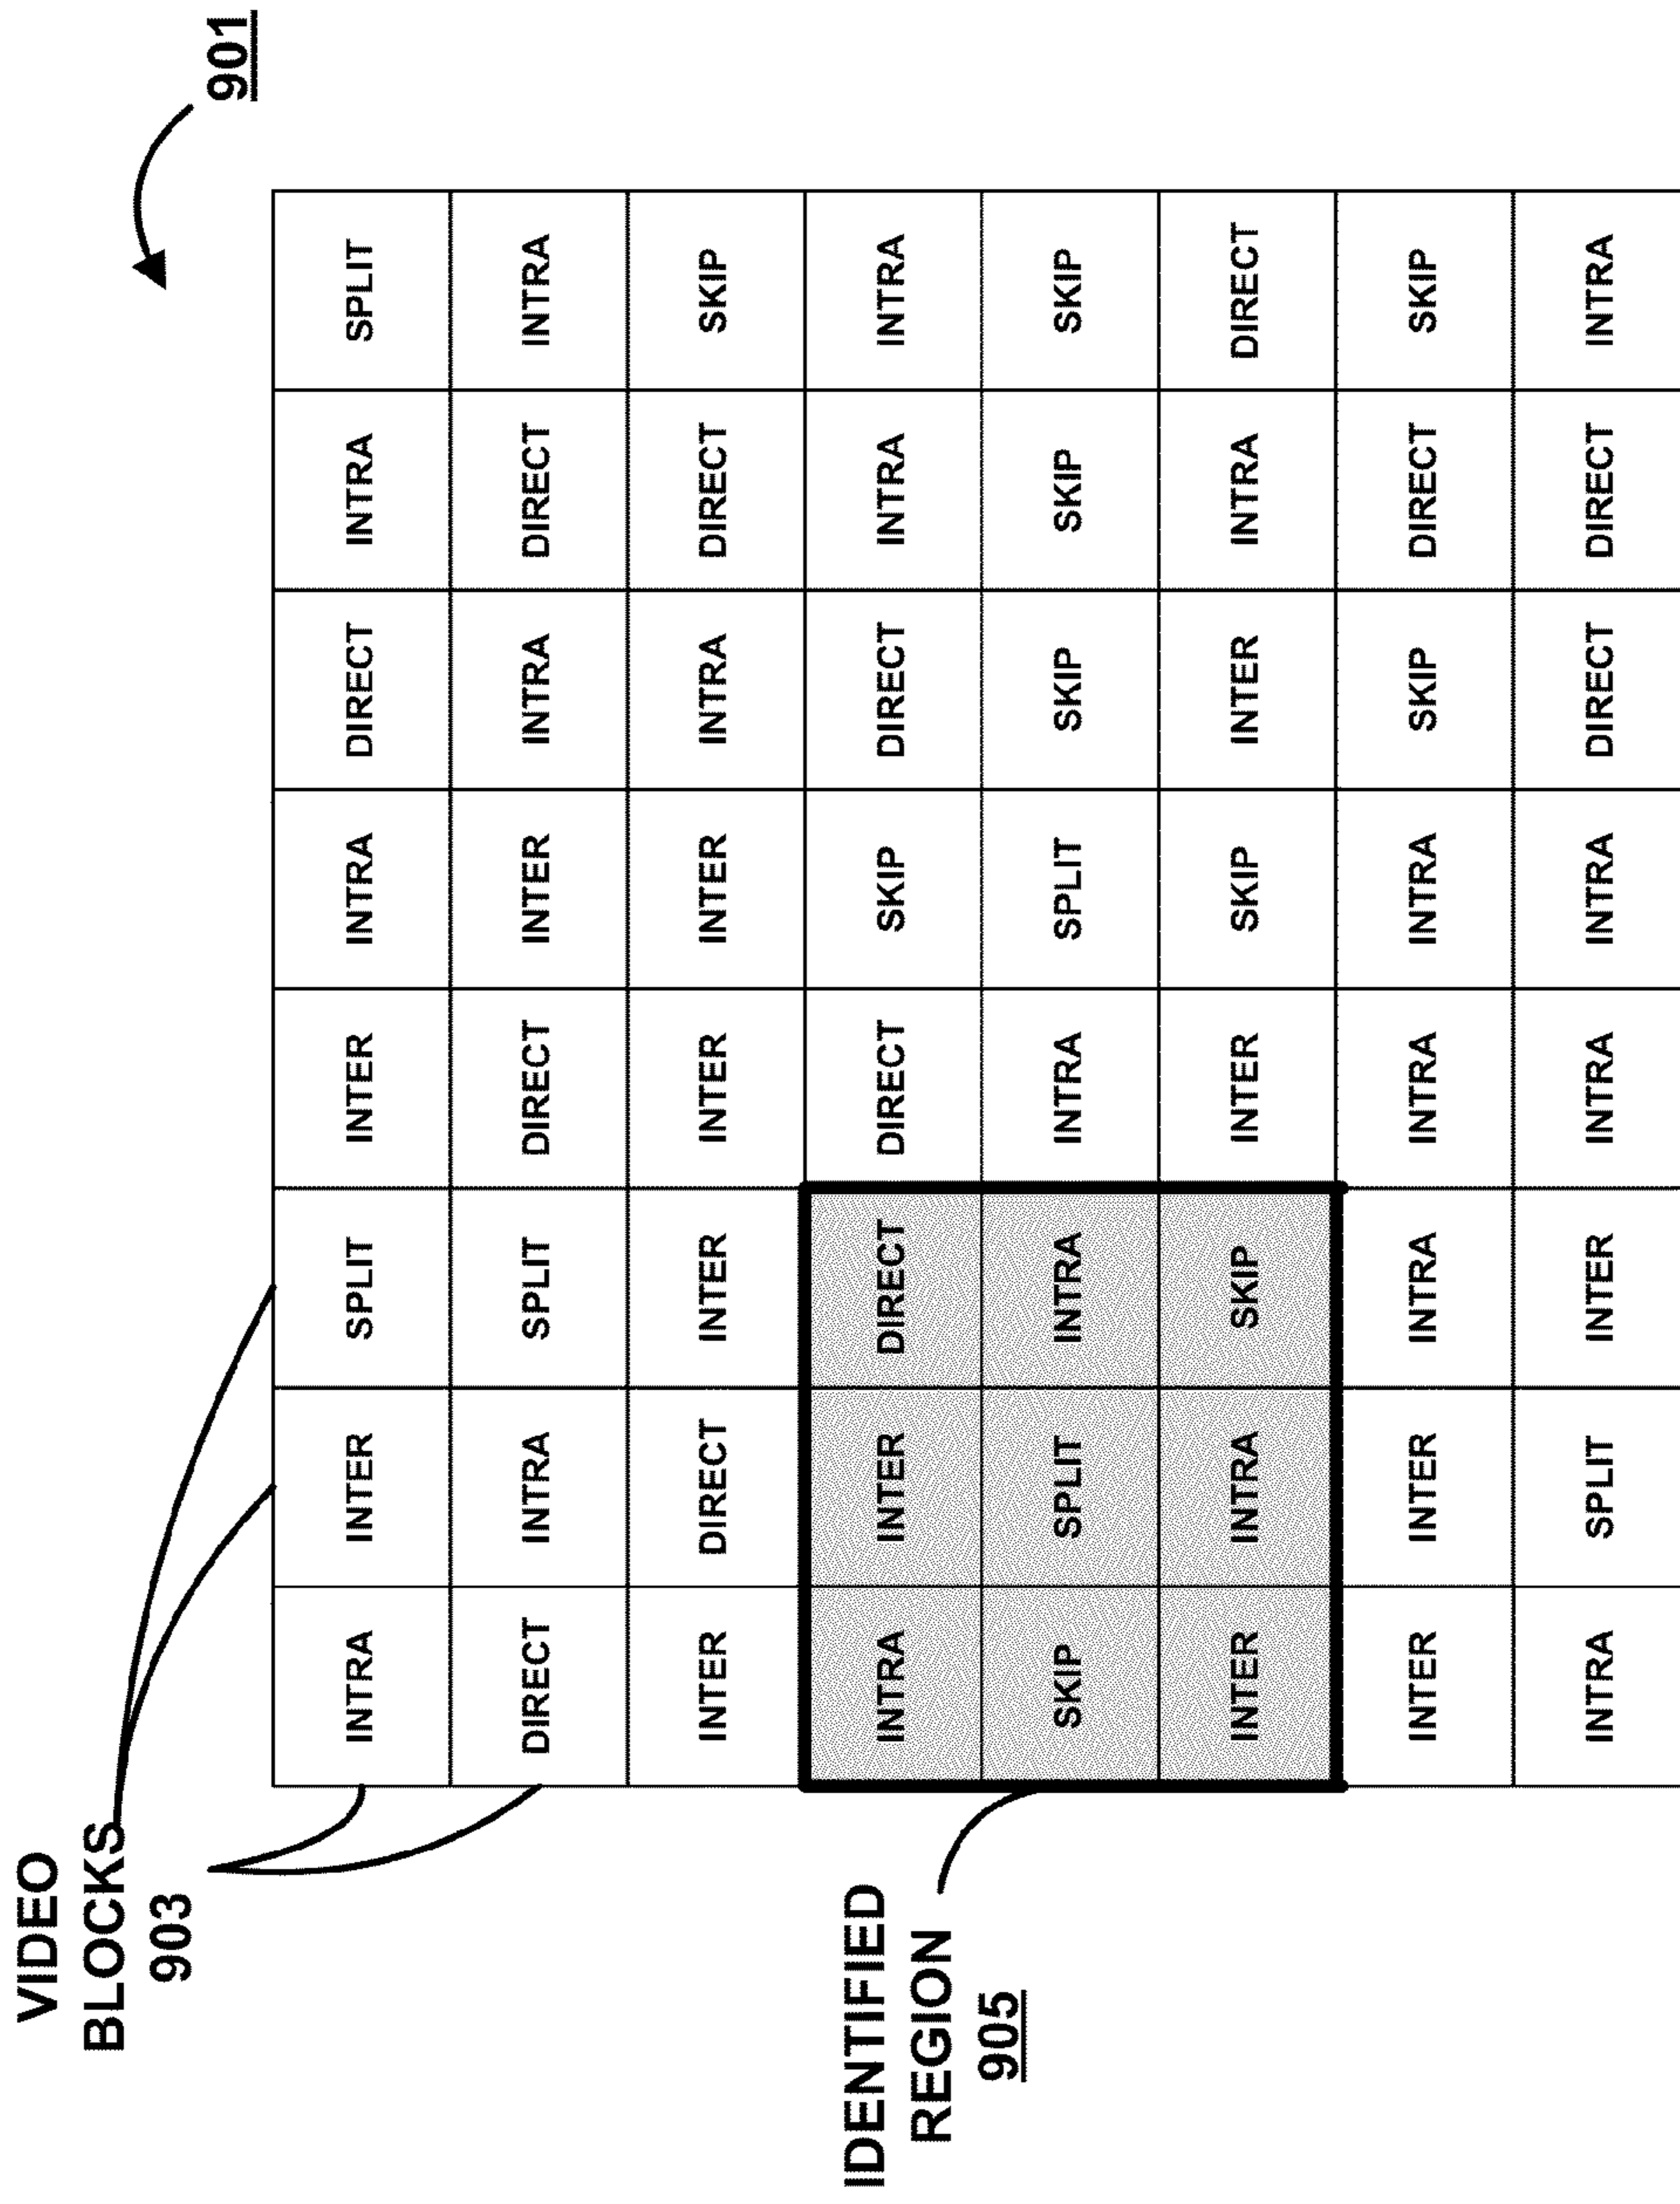 VIDEO
BLOCKS
903
901
INTRA INTER SPLIT INTER INTRA DIRECT INTRA SPLIT
DIRECT INTRA SPLIT DIRECT INTER INTRA DIRECT INTRA
INTER DIRECT INTER INTER INTER INTRA DIRECT SKIP
IDENTIFIED
REGION
905
INTRA INTER DIRECT DIRECT SKIP DIRECT INTRA INTRA
SKIP SPLIT INTRA INTRA SPLIT SKIP SKIP SKIP
INTER INTRA SKIP INTER SKIP INTER INTRA DIRECT
INTER INTER INTRA INTRA INTRA SKIP DIRECT SKIP
INTRA SPLIT INTER INTRA INTRA DIRECT DIRECT INTRA